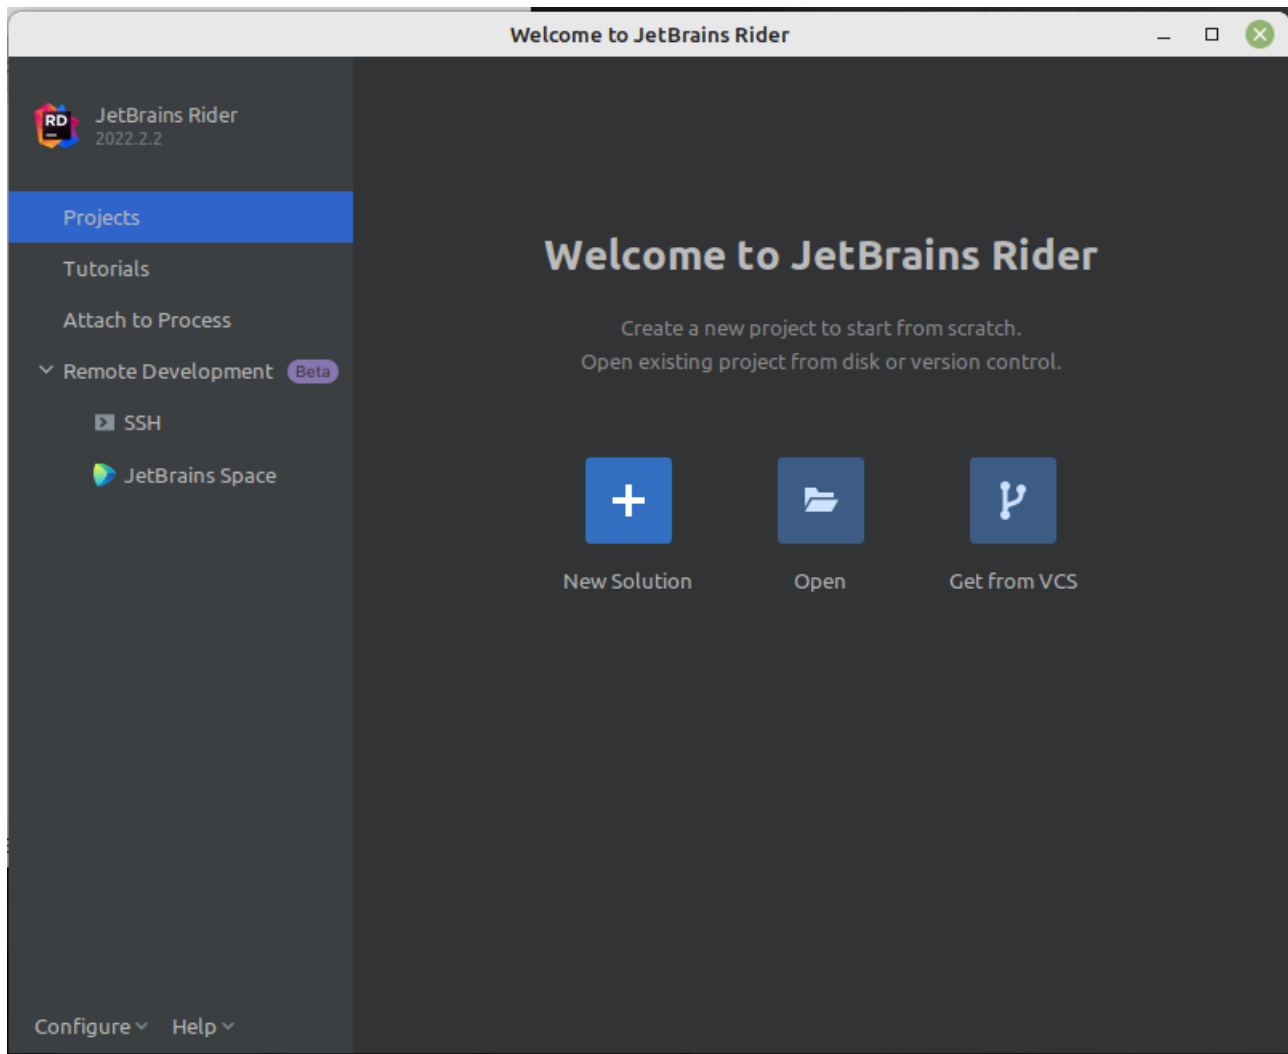 Welcome to JetBrains Rider
RD
JetBrains Rider
2022.2.2
Projects
Tutorials
Attach to Process
Remote Development Beta
SSH
JetBrains Space
Configure Help
Welcome to JetBrains Rider
Create a new project to start from scratch.
Open existing project from disk or version control.
New Solution Open Get from VCS